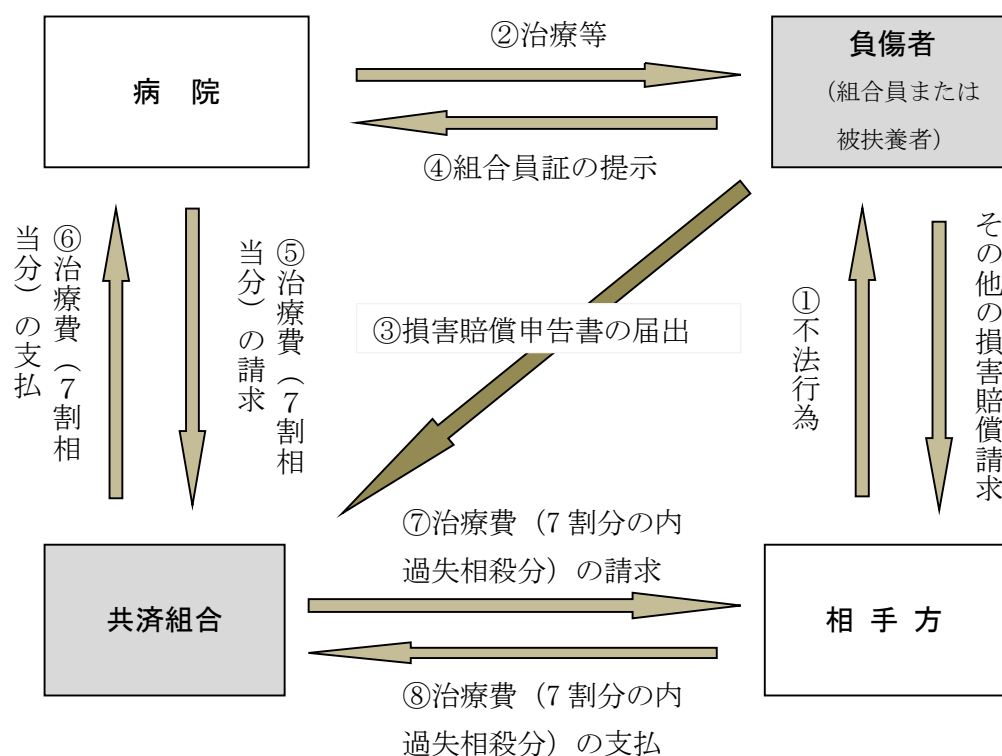 ②治療等
病　院
負傷者
（組合員または
被扶養者）
④組合員証の提示
⑥治療費（７割相
当分）の支払
⑤治療費（７割相
当分）の請求
③損害賠償申告書の届出
①不法行為
その他の損害賠償請求
⑦治療費（7 割分の内
過失相殺分）の請求
共済組合
相 手 方
⑧治療費（7 割分の内
過失相殺分）の支払